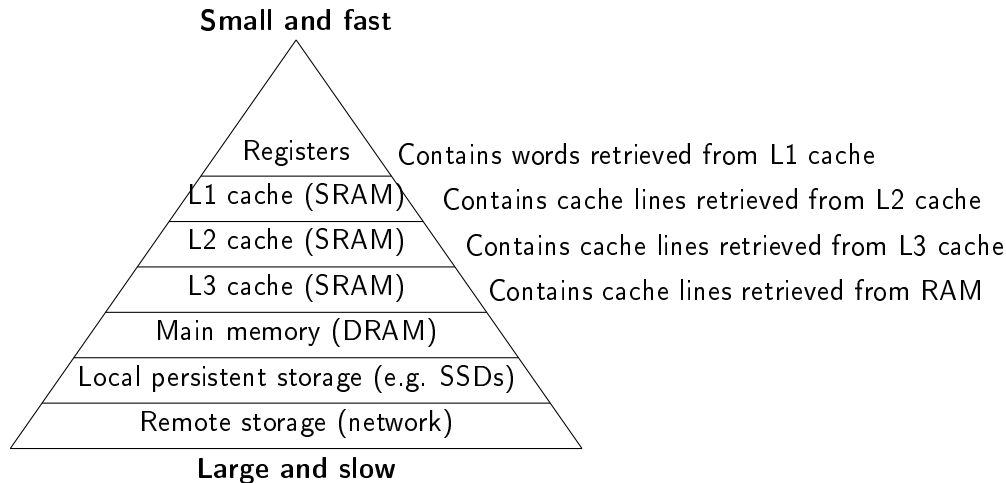 Small and fast
Registers Contains words retrieved from L1 cache
L1 cache (SRAM) Contains cache lines retrieved from L2 cache
L2 cache (SRAM) Contains cache lines retrieved from L3 cache
L3 cache (SRAM) Contains cache lines retrieved from RAM
Main memory (DRAM)
Local persistent storage (e.g. SSDs)
Remote storage (network)
Large and slow